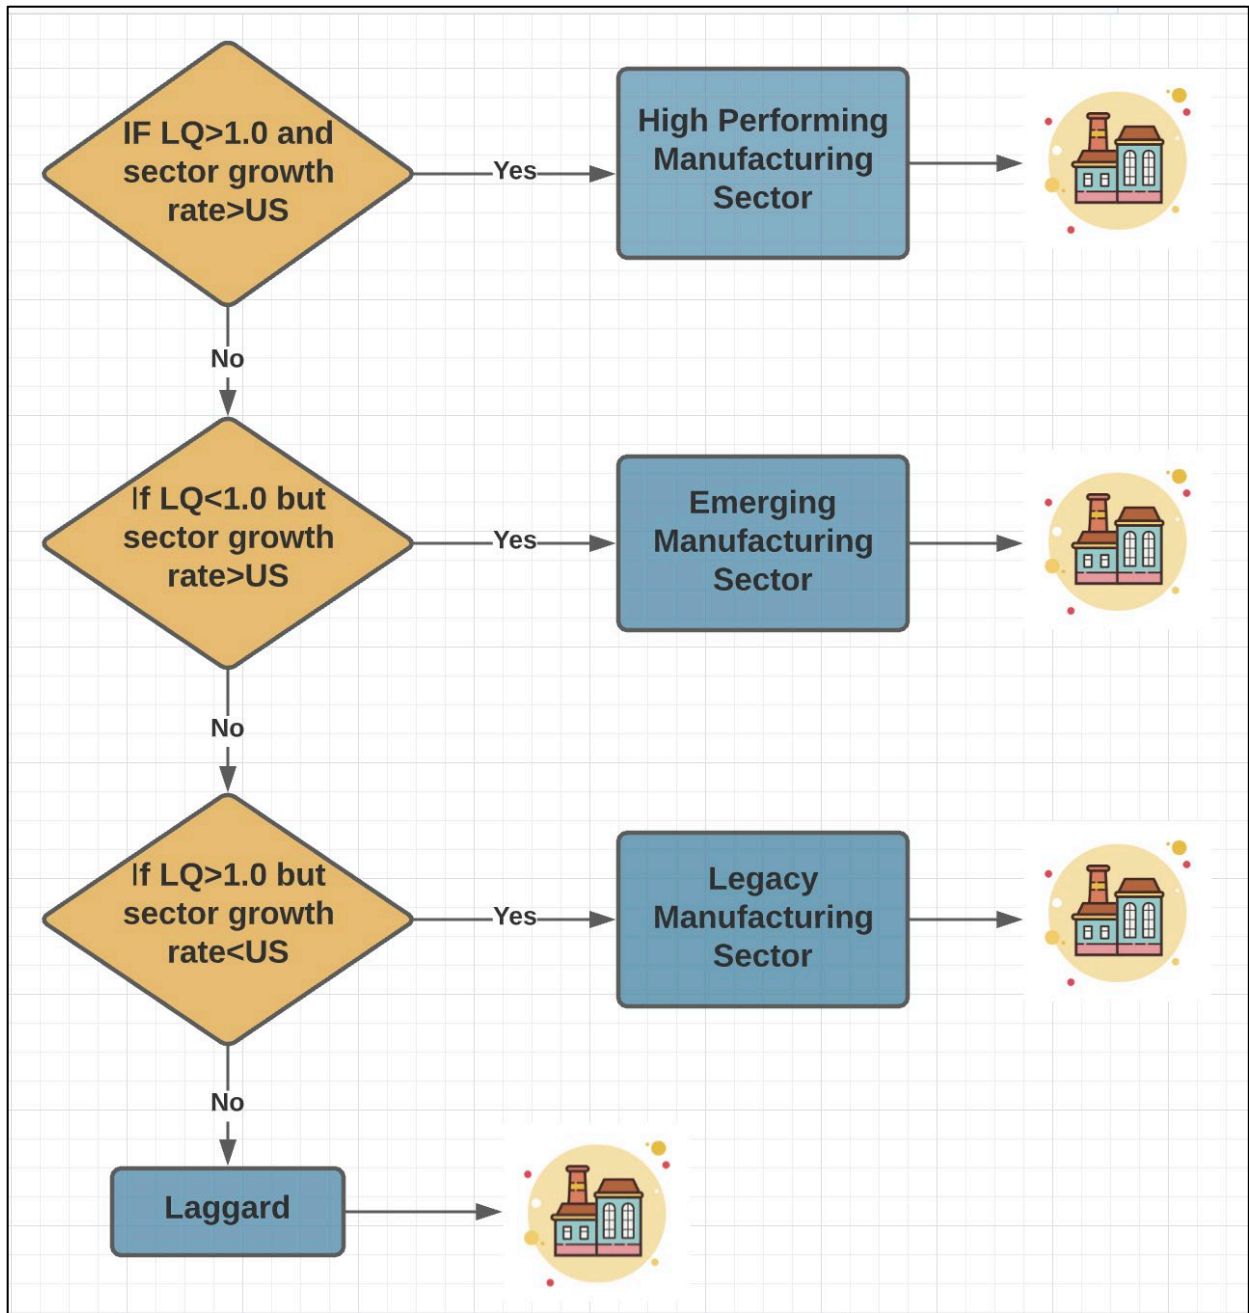 IF LQ>1.0 and
sector growth
rate>US
Yes
High Performing
Manufacturing
Sector
No
If LQ<1.0 but
sector growth
rate>US
Yes
Emerging
Manufacturing
Sector
No
If LQ>1.0 but
sector growth
rate<US
Yes
Legacy
Manufacturing
Sector
No
Laggard